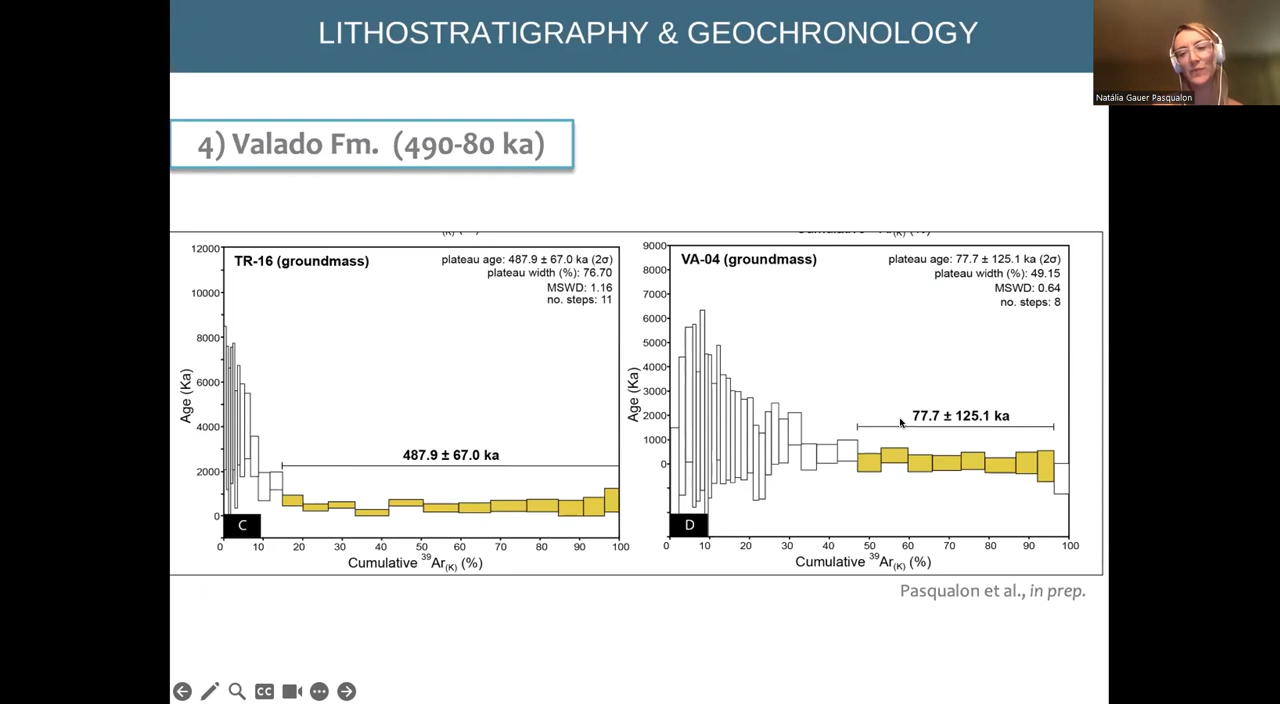 LITHOSTRATIGRAPHY & GEOCHRONOLOGY
Natália Gauer Pasqualon
4) Valado Fm. (490-80 ka)
TR-16 (groundmass)
plateau age: 487.9 ± 67.0 ka (2σ)
plateau width (%): 76.70
MSWD: 1.16
no. steps: 11
Age (Ka)
12000
10000
8000
6000
4000
2000
0
487.9 ± 67.0 ka
C
0 10 20 30 40 50 60 70 80 90 100
Cumulative ³⁹Ar(K) (%)
VA-04 (groundmass)
plateau age: 77.7 ± 125.1 ka (2σ)
plateau width (%): 49.15
MSWD: 0.64
no. steps: 8
Age (Ka)
9000
8000
7000
6000
5000
4000
3000
2000
1000
0
77.7 ± 125.1 ka
D
0 10 20 30 40 50 60 70 80 90 100
Cumulative ³⁹Ar(K) (%)
Pasqualon et al., in prep.
CC